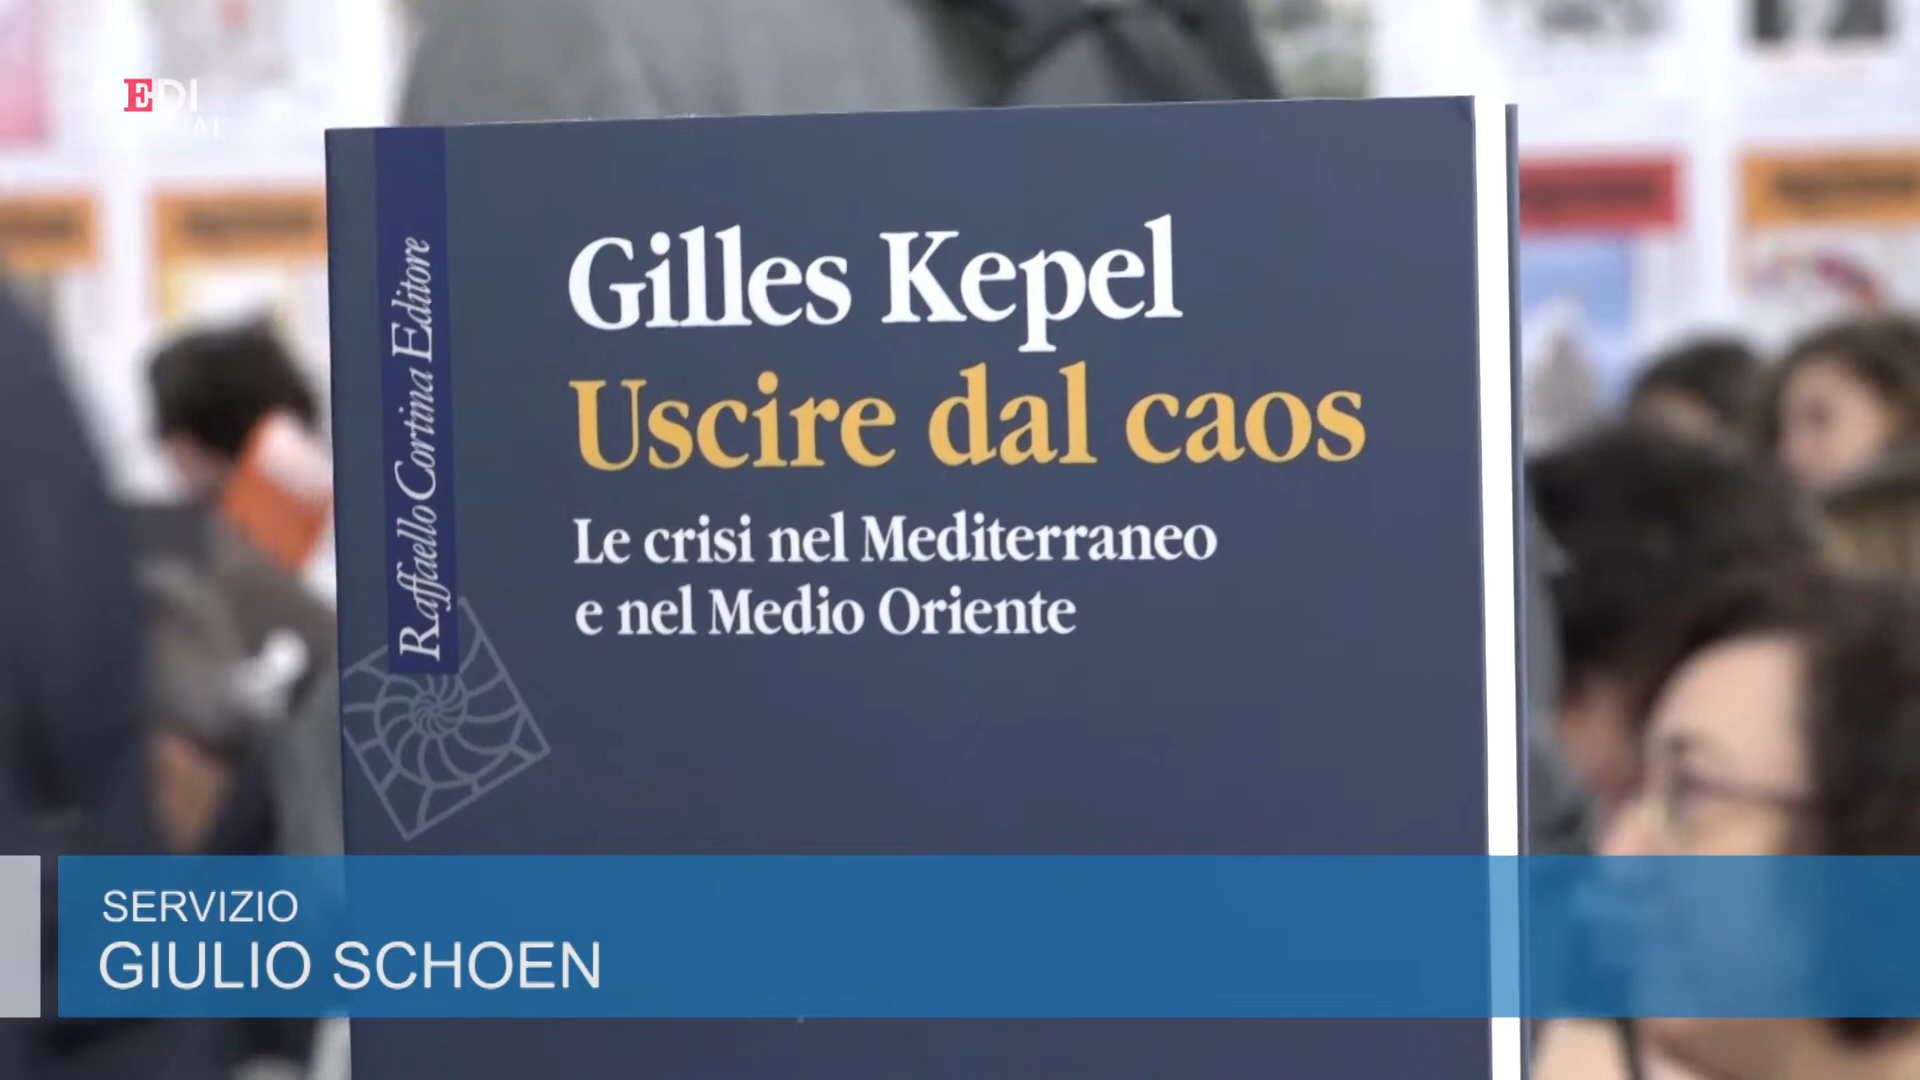 EDI
Gilles Kepel
Uscire dal caos
Le crisi nel Mediterraneo
e nel Medio Oriente
Raffaello Cortina Editore
SERVIZIO
GIULIO SCHOEN